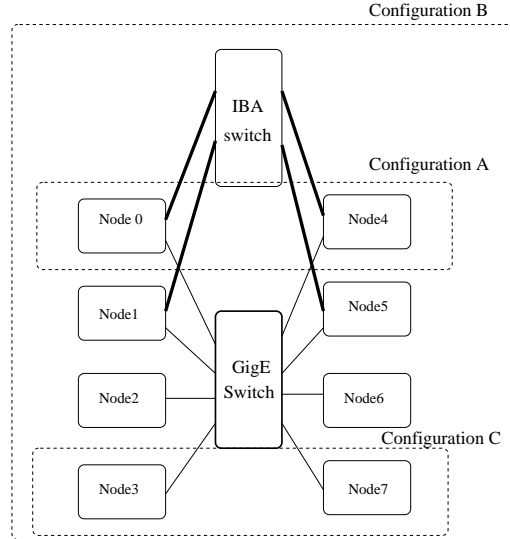 Configuration B
IBA
switch
Configuration A
Node 0
Node4
Node1
Node5
GigE
Switch
Node2
Node6
Configuration C
Node3
Node7